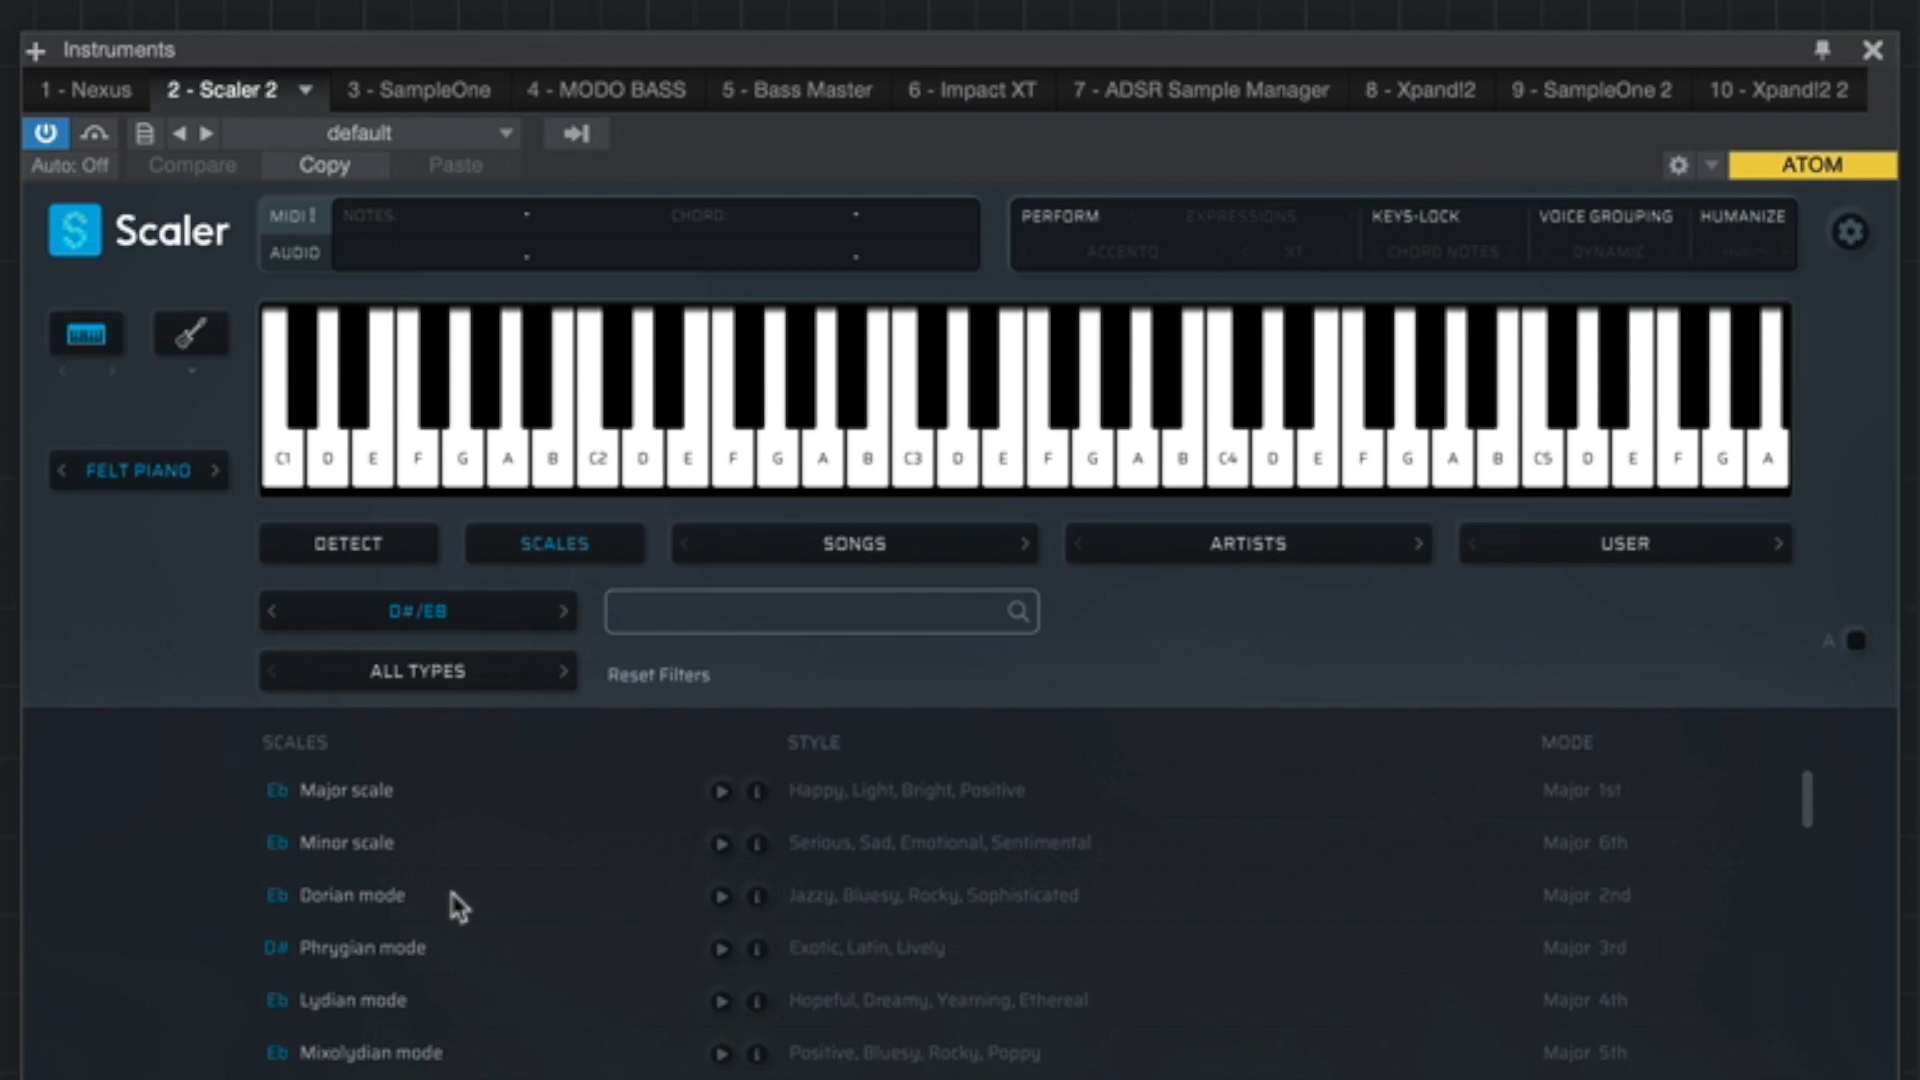 Instruments
1 - Nexus 2 - Scaler 2 3 - SampleOne 4 - MODO BASS 5 - Bass Master 6 - Impact XT 7 - ADSR Sample Manager 8 - Xpand!2 9 - SampleOne 2 10 - Xpand!2 2
default
Auto: Off Compare Copy Paste ATOM
Scaler
MIDI NOTES: - CHORD: -
AUDIO
PERFORM EXPRESSIONS KEYS-LOCK VOICE GROUPING HUMANIZE
ACCENTO X1 CHORD NOTES DYNAMIC
C1 D E F G A B C2 D E F G A B C3 D E F G A B C4 D E F G A B C5 D E F G A
FELT PIANO
DETECT SCALES SONGS ARTISTS USER
D#/EB
A
ALL TYPES Reset Filters
SCALES STYLE MODE
Eb Major scale Happy, Light, Bright, Positive Major 1st
Eb Minor scale Serious, Sad, Emotional, Sentimental Major 6th
Eb Dorian mode Jazzy, Bluesy, Rocky, Sophisticated Major 2nd
D# Phrygian mode Exotic, Latin, Lively Major 3rd
Eb Lydian mode Hopeful, Dreamy, Yearning, Ethereal Major 4th
Eb Mixolydian mode Positive, Bluesy, Rocky, Poppy Major 5th